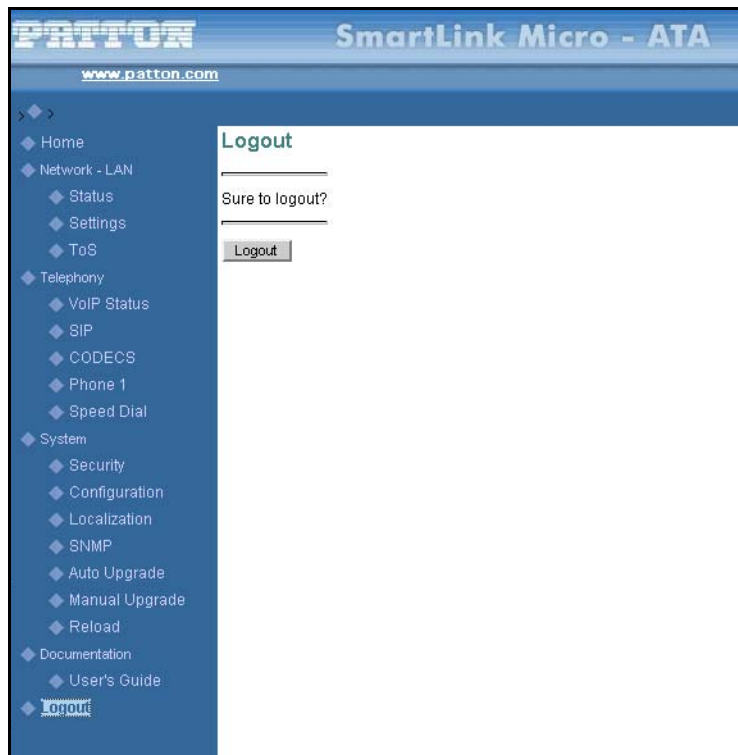 PATTON
SmartLink Micro - ATA
www.patton.com
> >
Home
Network - LAN
Status
Settings
ToS
Telephony
VoIP Status
SIP
CODECS
Phone 1
Speed Dial
System
Security
Configuration
Localization
SNMP
Auto Upgrade
Manual Upgrade
Reload
Documentation
User's Guide
Logout
Logout
Sure to logout?
Logout